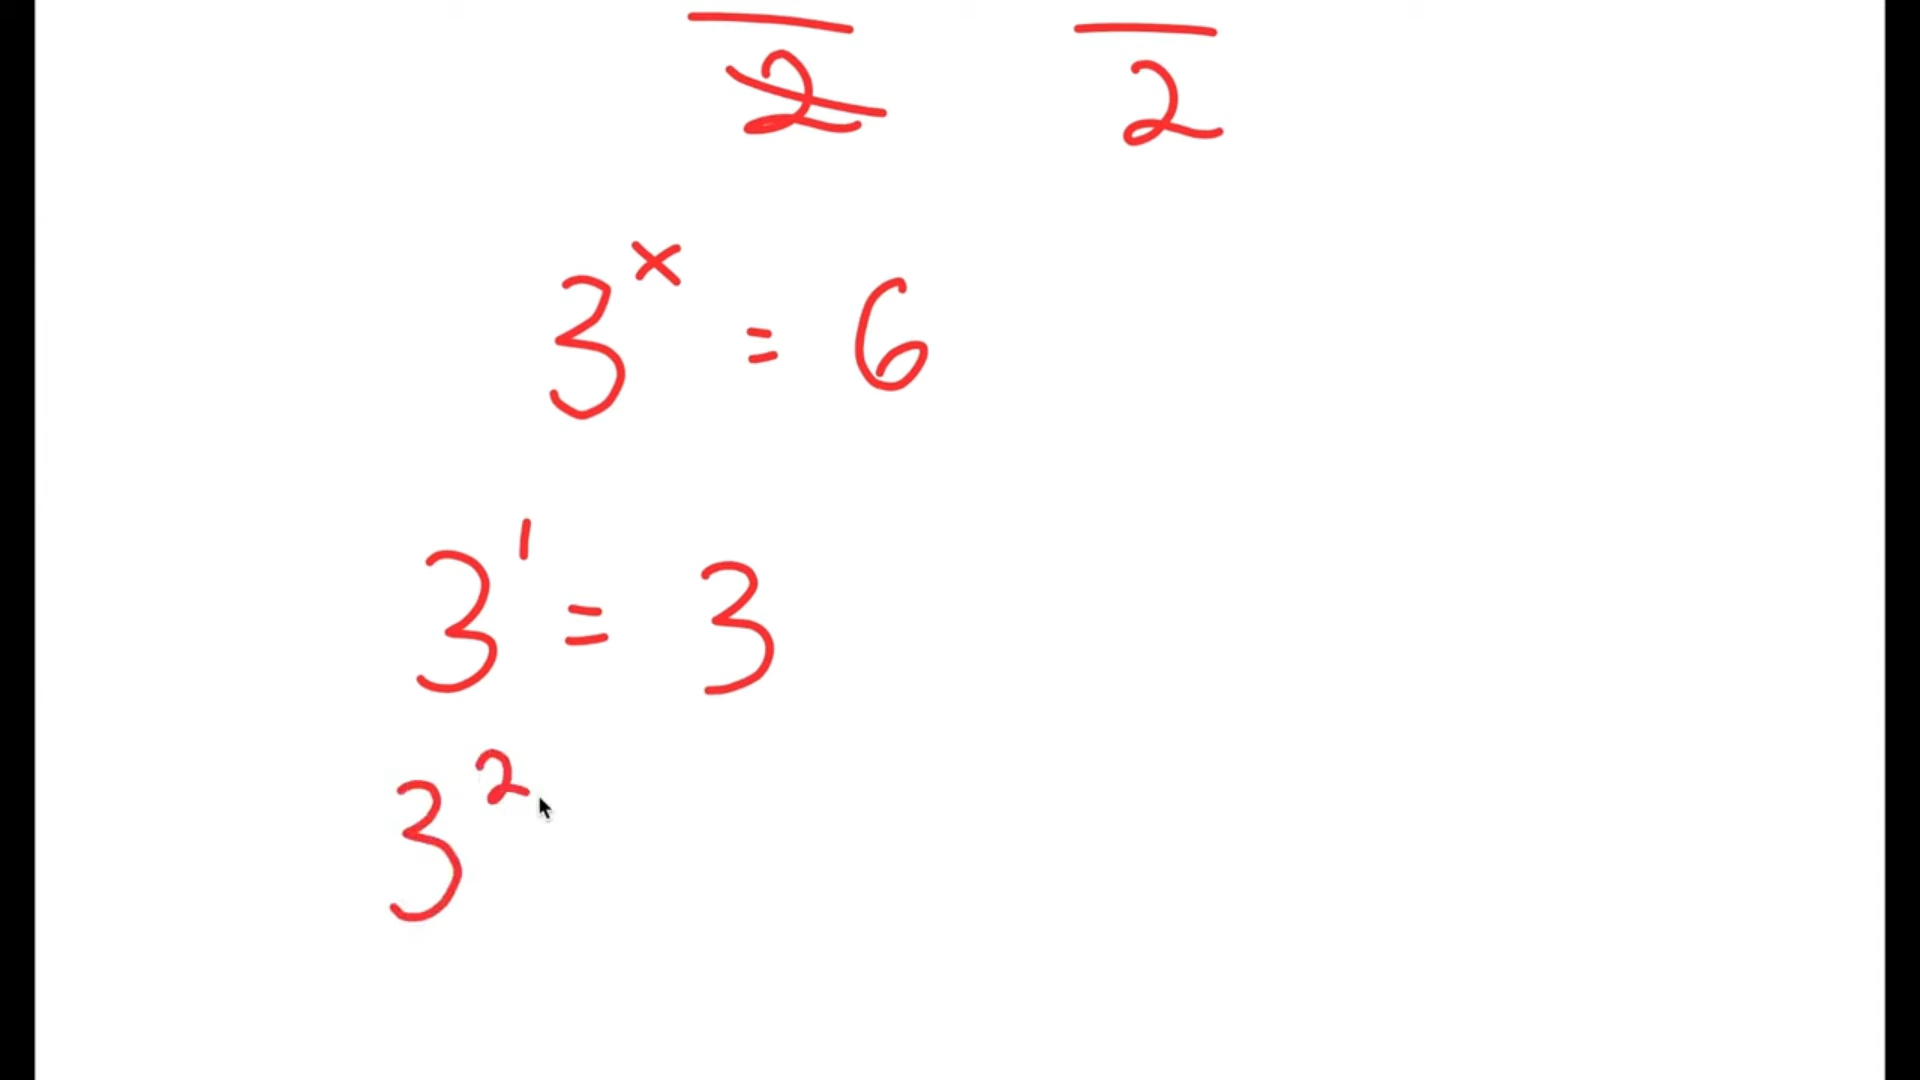 2 2
3^x = 6
3^1 = 3
3^2